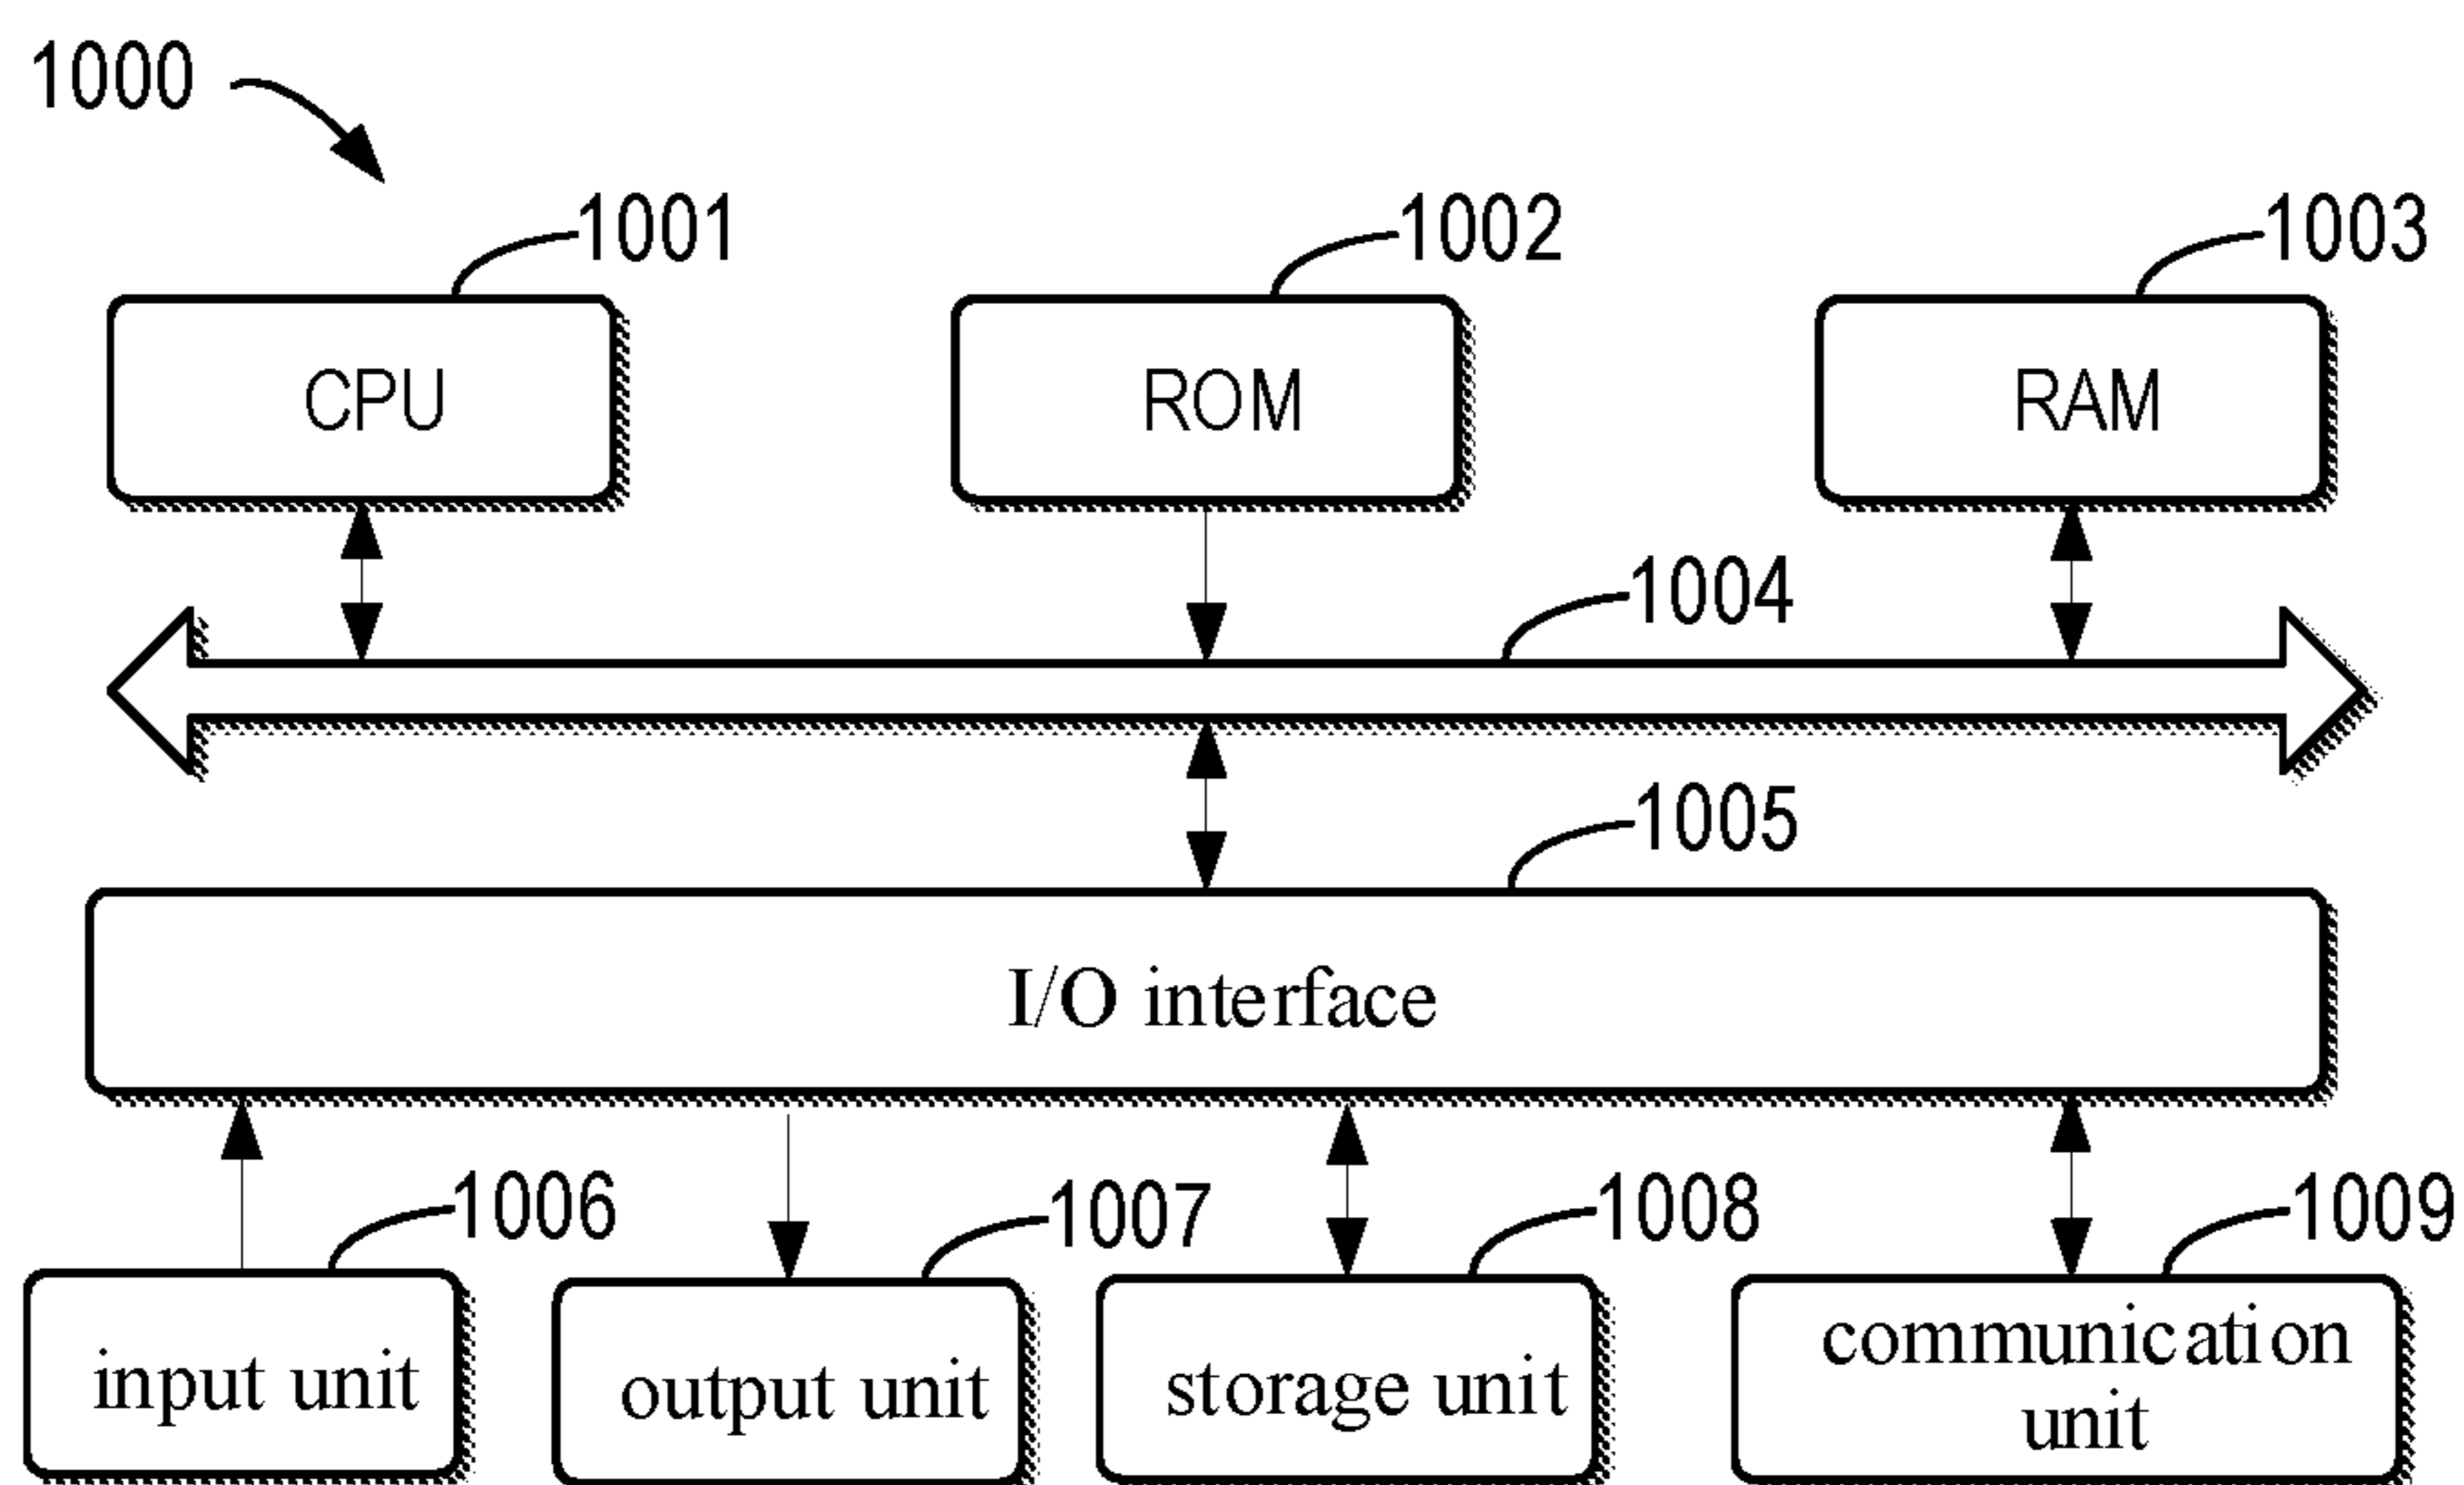 1000
1001
1002
1003
CPU
ROM
RAM
1004
1005
I/O interface
1006
1007
1008
1009
input unit
output unit
storage unit
communication
unit